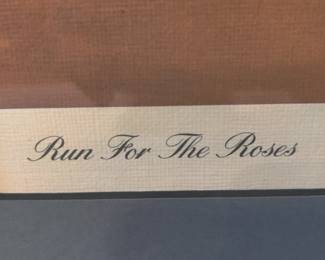 Run For The Roses